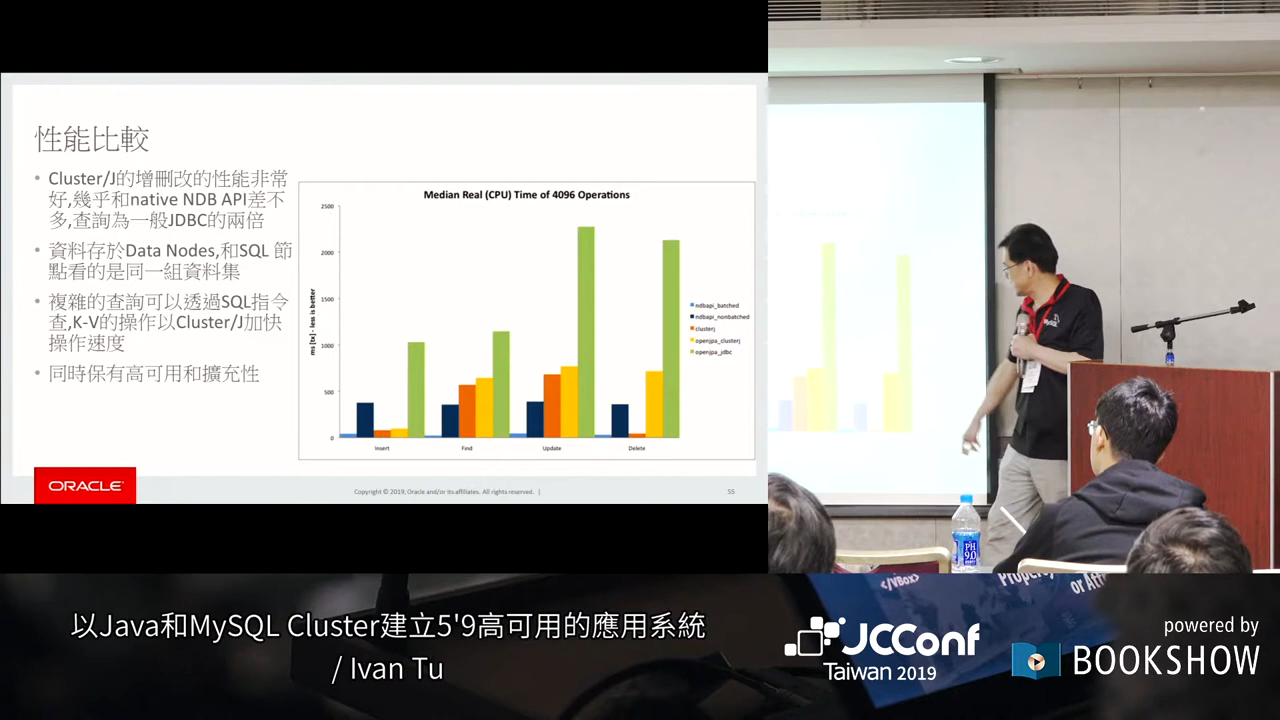 性能比較
• Cluster/J的增刪改的性能非常
好,幾乎和native NDB API差不
多,查詢為一般JDBC的兩倍
• 資料存於Data Nodes,和SQL 節
點看的是同一組資料集
• 複雜的查詢可以透過SQL指令
查,K-V的操作以Cluster/J加快
操作速度
• 同時保有高可用和擴充性
Median Real (CPU) Time of 4096 Operations
ms [tx] - less is better
2500
2000
1500
1000
500
0
Insert
Find
Update
Delete
ndbapi_batched
ndbapi_nonbatched
clusterj
openjpa_clusterj
openjpa_jdbc
ORACLE
Copyright © 2019, Oracle and/or its affiliates. All rights reserved. |
55
MySQL
PH
9.0
</VBox>
or
以Java和MySQL Cluster建立5'9高可用的應用系統
/ Ivan Tu
JCConf
Taiwan 2019
powered by
BOOKSHOW